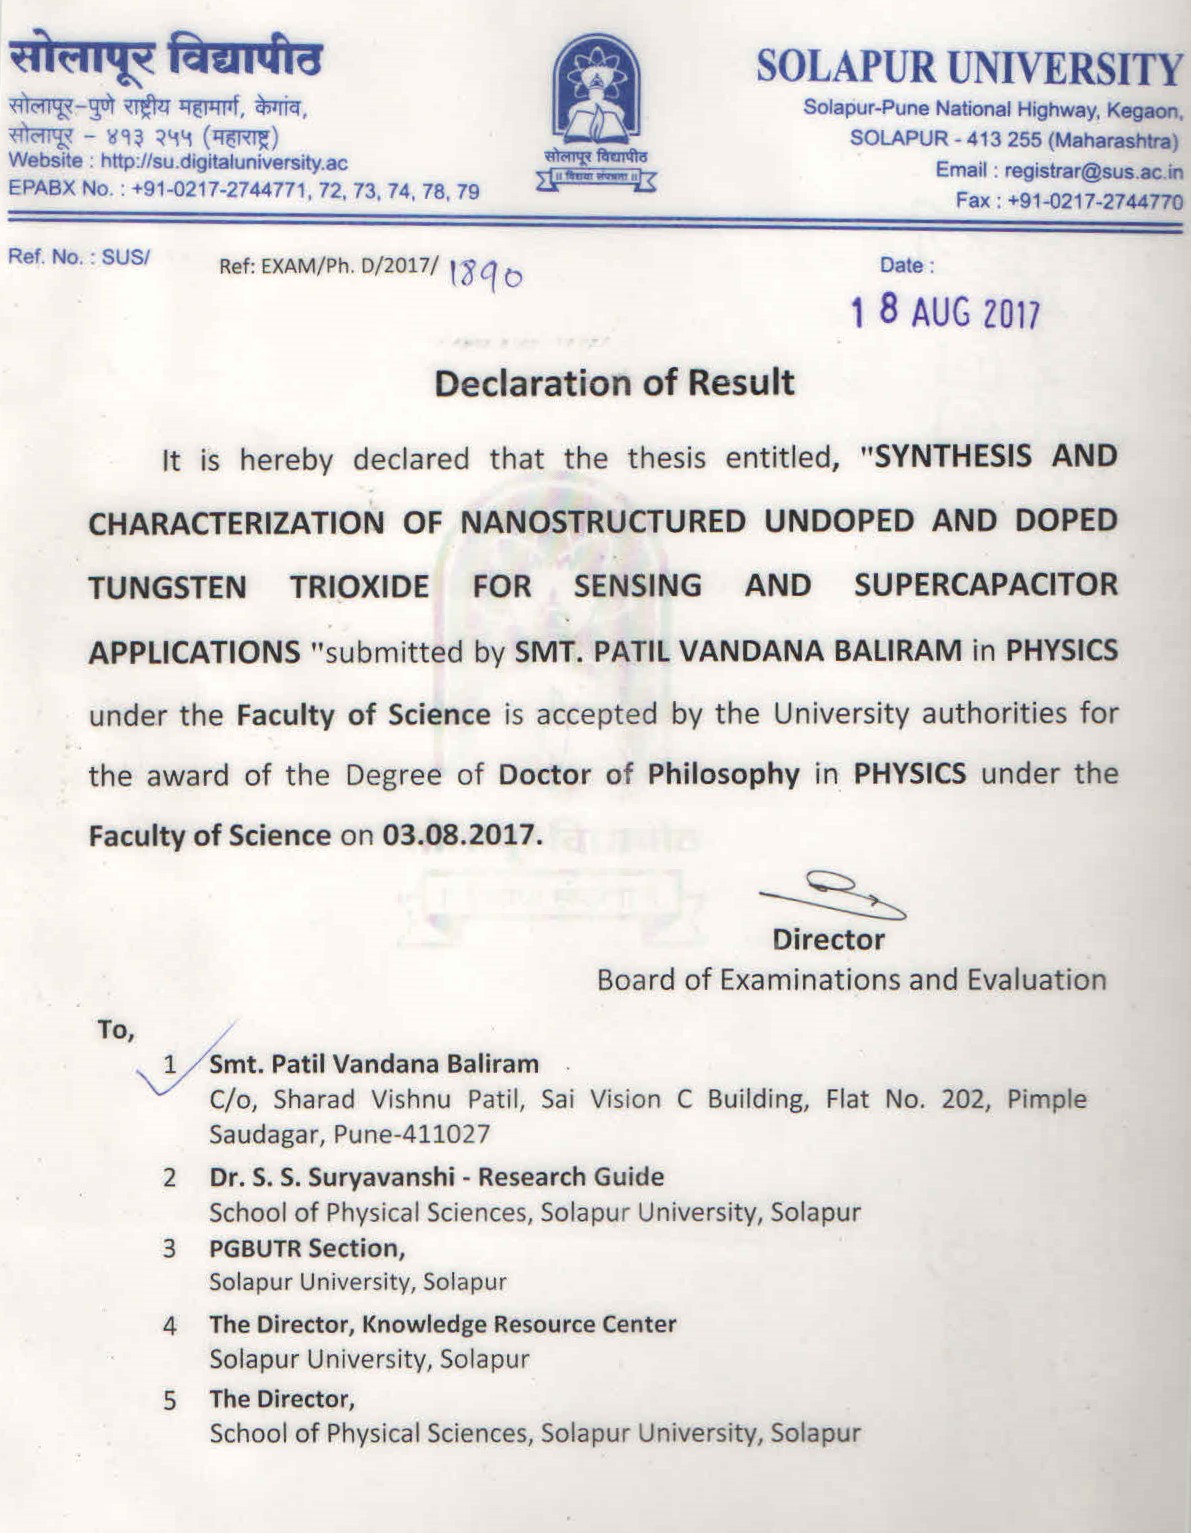 सोलापूर विद्यापीठ
सोलापूर-पुणे राष्ट्रीय महामार्ग, केगांव,
सोलापूर - ४१३ २५५ (महाराष्ट्र)
Website : http://su.digitaluniversity.ac
EPABX No. : +91-0217-2744771, 72, 73, 74, 78, 79
सोलापूर विद्यापीठ
॥ विद्यया संपन्नता ॥
SOLAPUR UNIVERSITY
Solapur-Pune National Highway, Kegaon,
SOLAPUR - 413 255 (Maharashtra)
Email : registrar@sus.ac.in
Fax : +91-0217-2744770
Ref. No. : SUS/
Ref: EXAM/Ph. D/2017/ 1890
Date :
18 AUG 2017
Declaration of Result
It is hereby declared that the thesis entitled, "SYNTHESIS AND
CHARACTERIZATION OF NANOSTRUCTURED UNDOPED AND DOPED
TUNGSTEN TRIOXIDE FOR SENSING AND SUPERCAPACITOR
APPLICATIONS "submitted by SMT. PATIL VANDANA BALIRAM in PHYSICS
under the Faculty of Science is accepted by the University authorities for
the award of the Degree of Doctor of Philosophy in PHYSICS under the
Faculty of Science on 03.08.2017.
Director
Board of Examinations and Evaluation
To,
1 Smt. Patil Vandana Baliram
C/o, Sharad Vishnu Patil, Sai Vision C Building, Flat No. 202, Pimple
Saudagar, Pune-411027
2 Dr. S. S. Suryavanshi - Research Guide
School of Physical Sciences, Solapur University, Solapur
3 PGBUTR Section,
Solapur University, Solapur
4 The Director, Knowledge Resource Center
Solapur University, Solapur
5 The Director,
School of Physical Sciences, Solapur University, Solapur